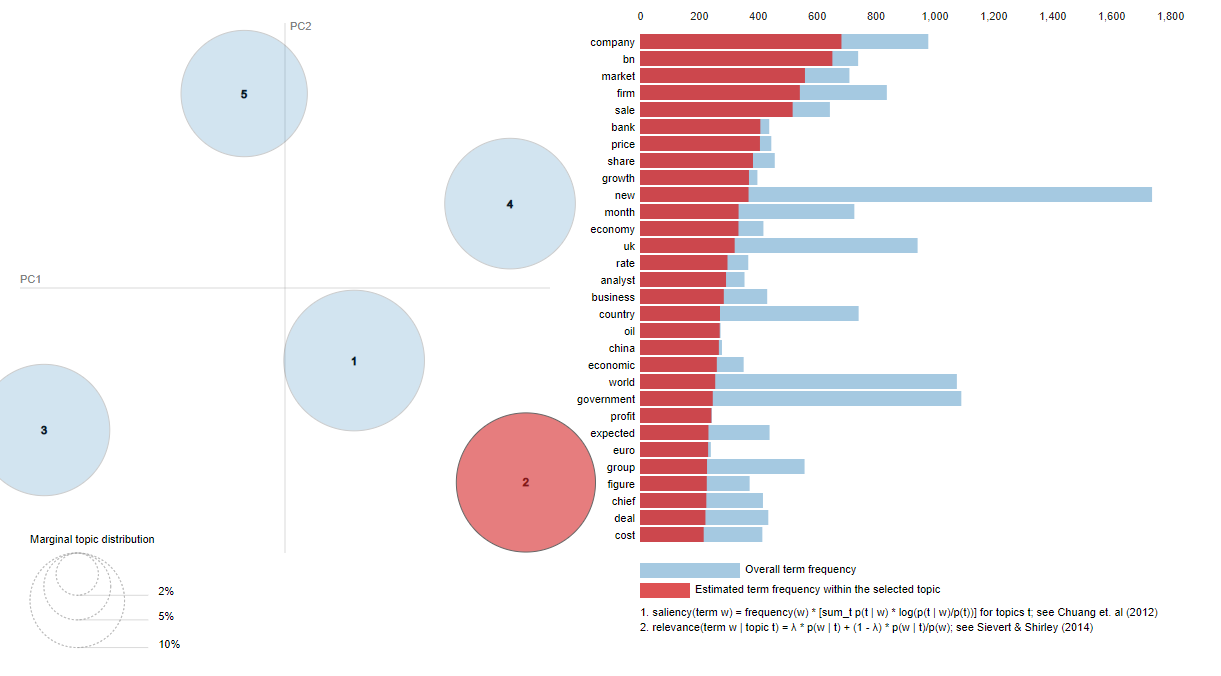 PC2
PC1
5
4
1
3
2
Marginal topic distribution
2%
5%
10%
0 200 400 600 800 1,000 1,200 1,400 1,600 1,800
company
bn
market
firm
sale
bank
price
share
growth
new
month
economy
uk
rate
analyst
business
country
oil
china
economic
world
government
profit
expected
euro
group
figure
chief
deal
cost
Overall term frequency
Estimated term frequency within the selected topic
1. saliency(term w) = frequency(w) * [sum_t p(t | w) * log(p(t | w)/p(t))] for topics t; see Chuang et. al (2012)
2. relevance(term w | topic t) = λ * p(w | t) + (1 - λ) * p(w | t)/p(w); see Sievert & Shirley (2014)